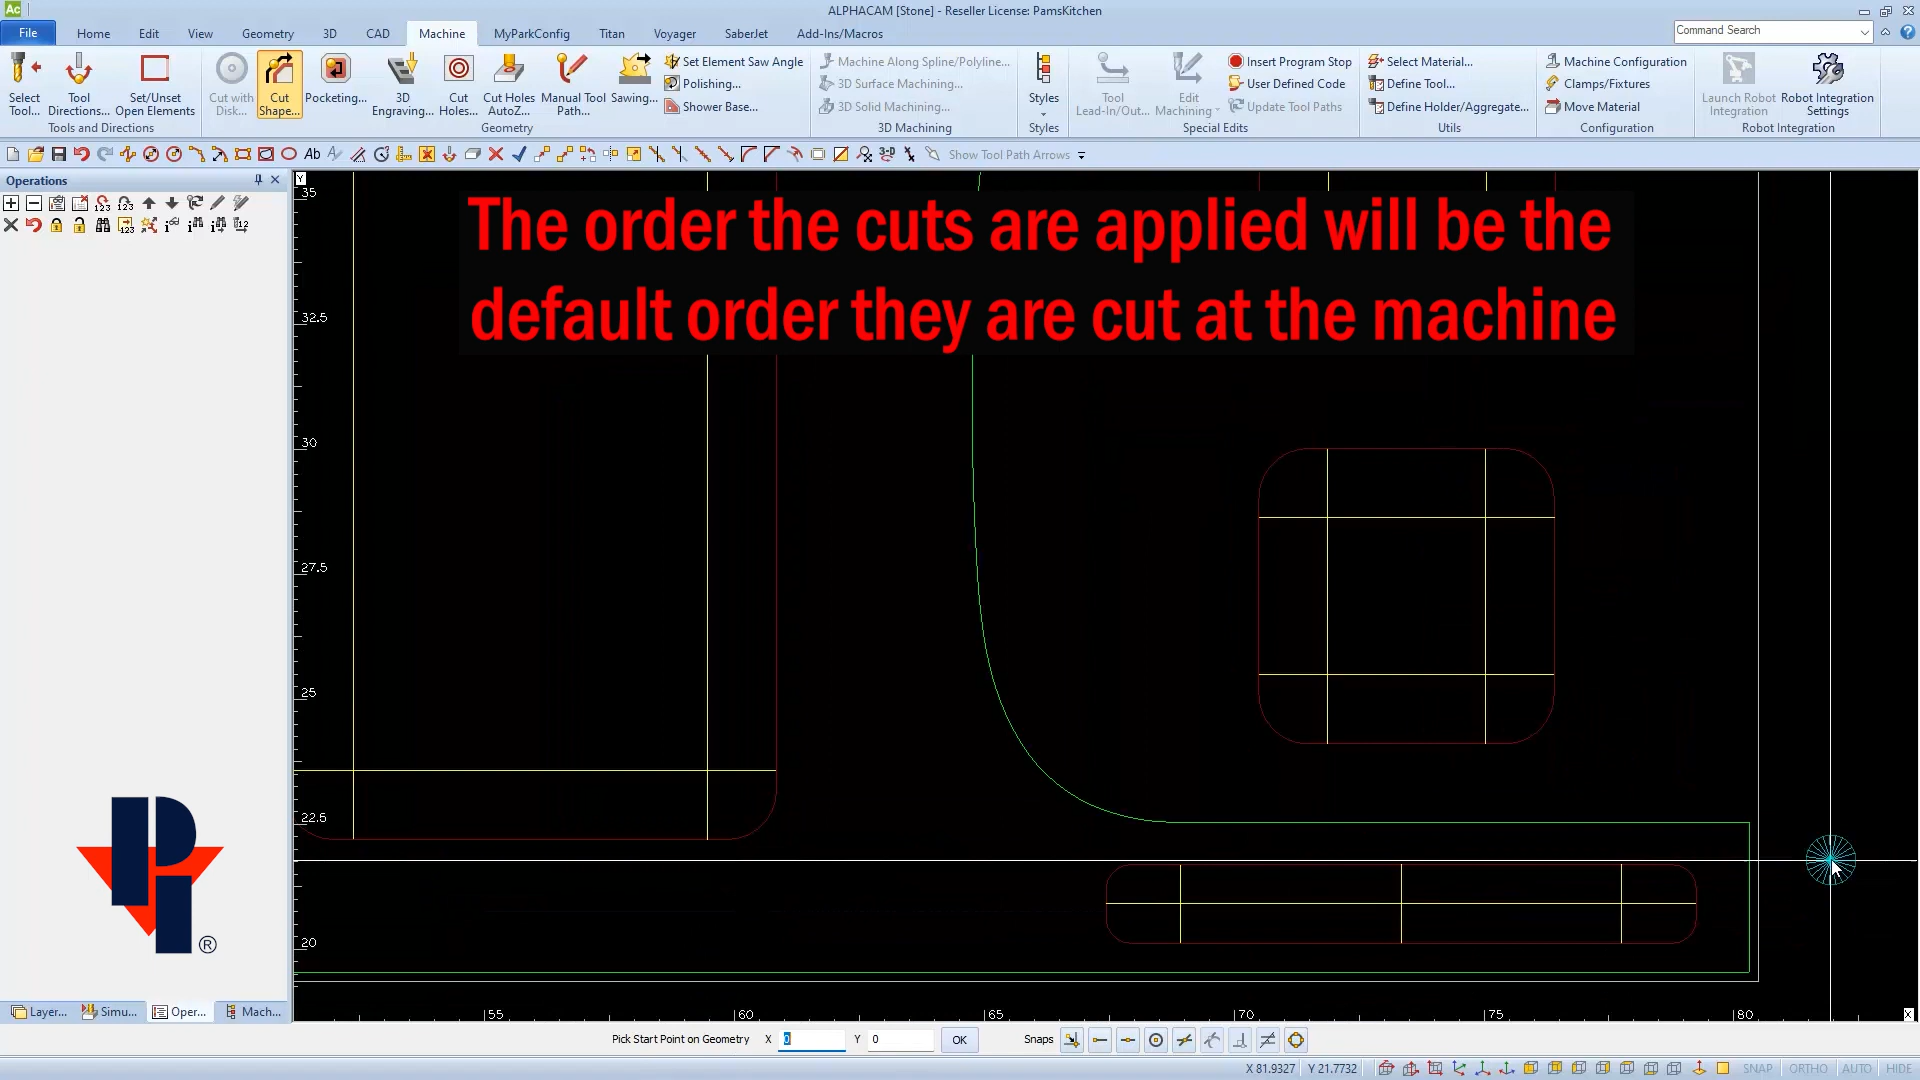 Ac
ALPHACAM [Stone] - Reseller License: PamsKitchen
File Home Edit View Geometry 3D CAD Machine MyParkConfig Titan Voyager SaberJet Add-Ins/Macros
Command Search
Select Tool...
Tool Directions...
Set/Unset Open Elements
Tools and Directions
Cut with Disk...
Cut Shape...
Pocketing...
3D Engraving...
Cut Holes...
Cut Holes AutoZ...
Manual Tool Path...
Sawing...
Set Element Saw Angle
Polishing...
Shower Base...
Geometry
Machine Along Spline/Polyline...
3D Surface Machining...
3D Solid Machining...
3D Machining
Styles
Styles
Tool Lead-In/Out...
Edit Machining
Insert Program Stop
User Defined Code
Update Tool Paths
Special Edits
Select Material...
Define Tool...
Define Holder/Aggregate...
Utils
Machine Configuration
Clamps/Fixtures
Move Material
Configuration
Launch Robot Integration
Robot Integration Settings
Robot Integration
Ab
3-D
Show Tool Path Arrows
Operations
Y
35
The order the cuts are applied will be the
default order they are cut at the machine
32.5
30
27.5
25
22.5
20
®
55 60 65 70 75 80 X
Layer... Simu... Oper... Mach...
Pick Start Point on Geometry X 0 Y 0 OK Snaps
X 81.9327 Y 21.7732 SNAP ORTHO AUTO HIDE